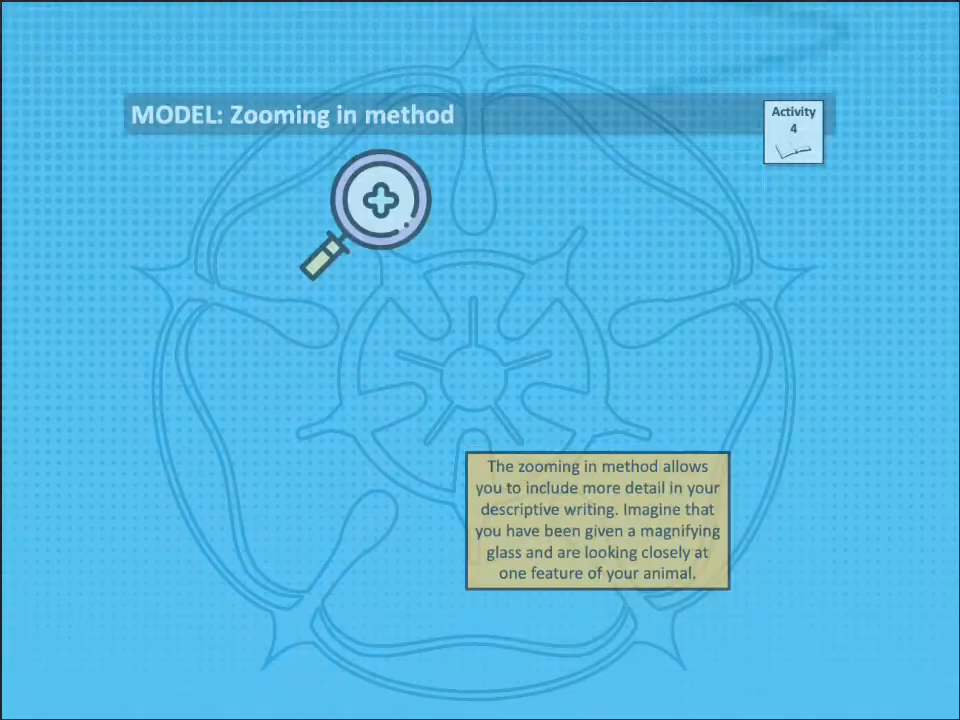 MODEL: Zooming in method
Activity
4
The zooming in method allows
you to include more detail in your
descriptive writing. Imagine that
you have been given a magnifying
glass and are looking closely at
one feature of your animal.